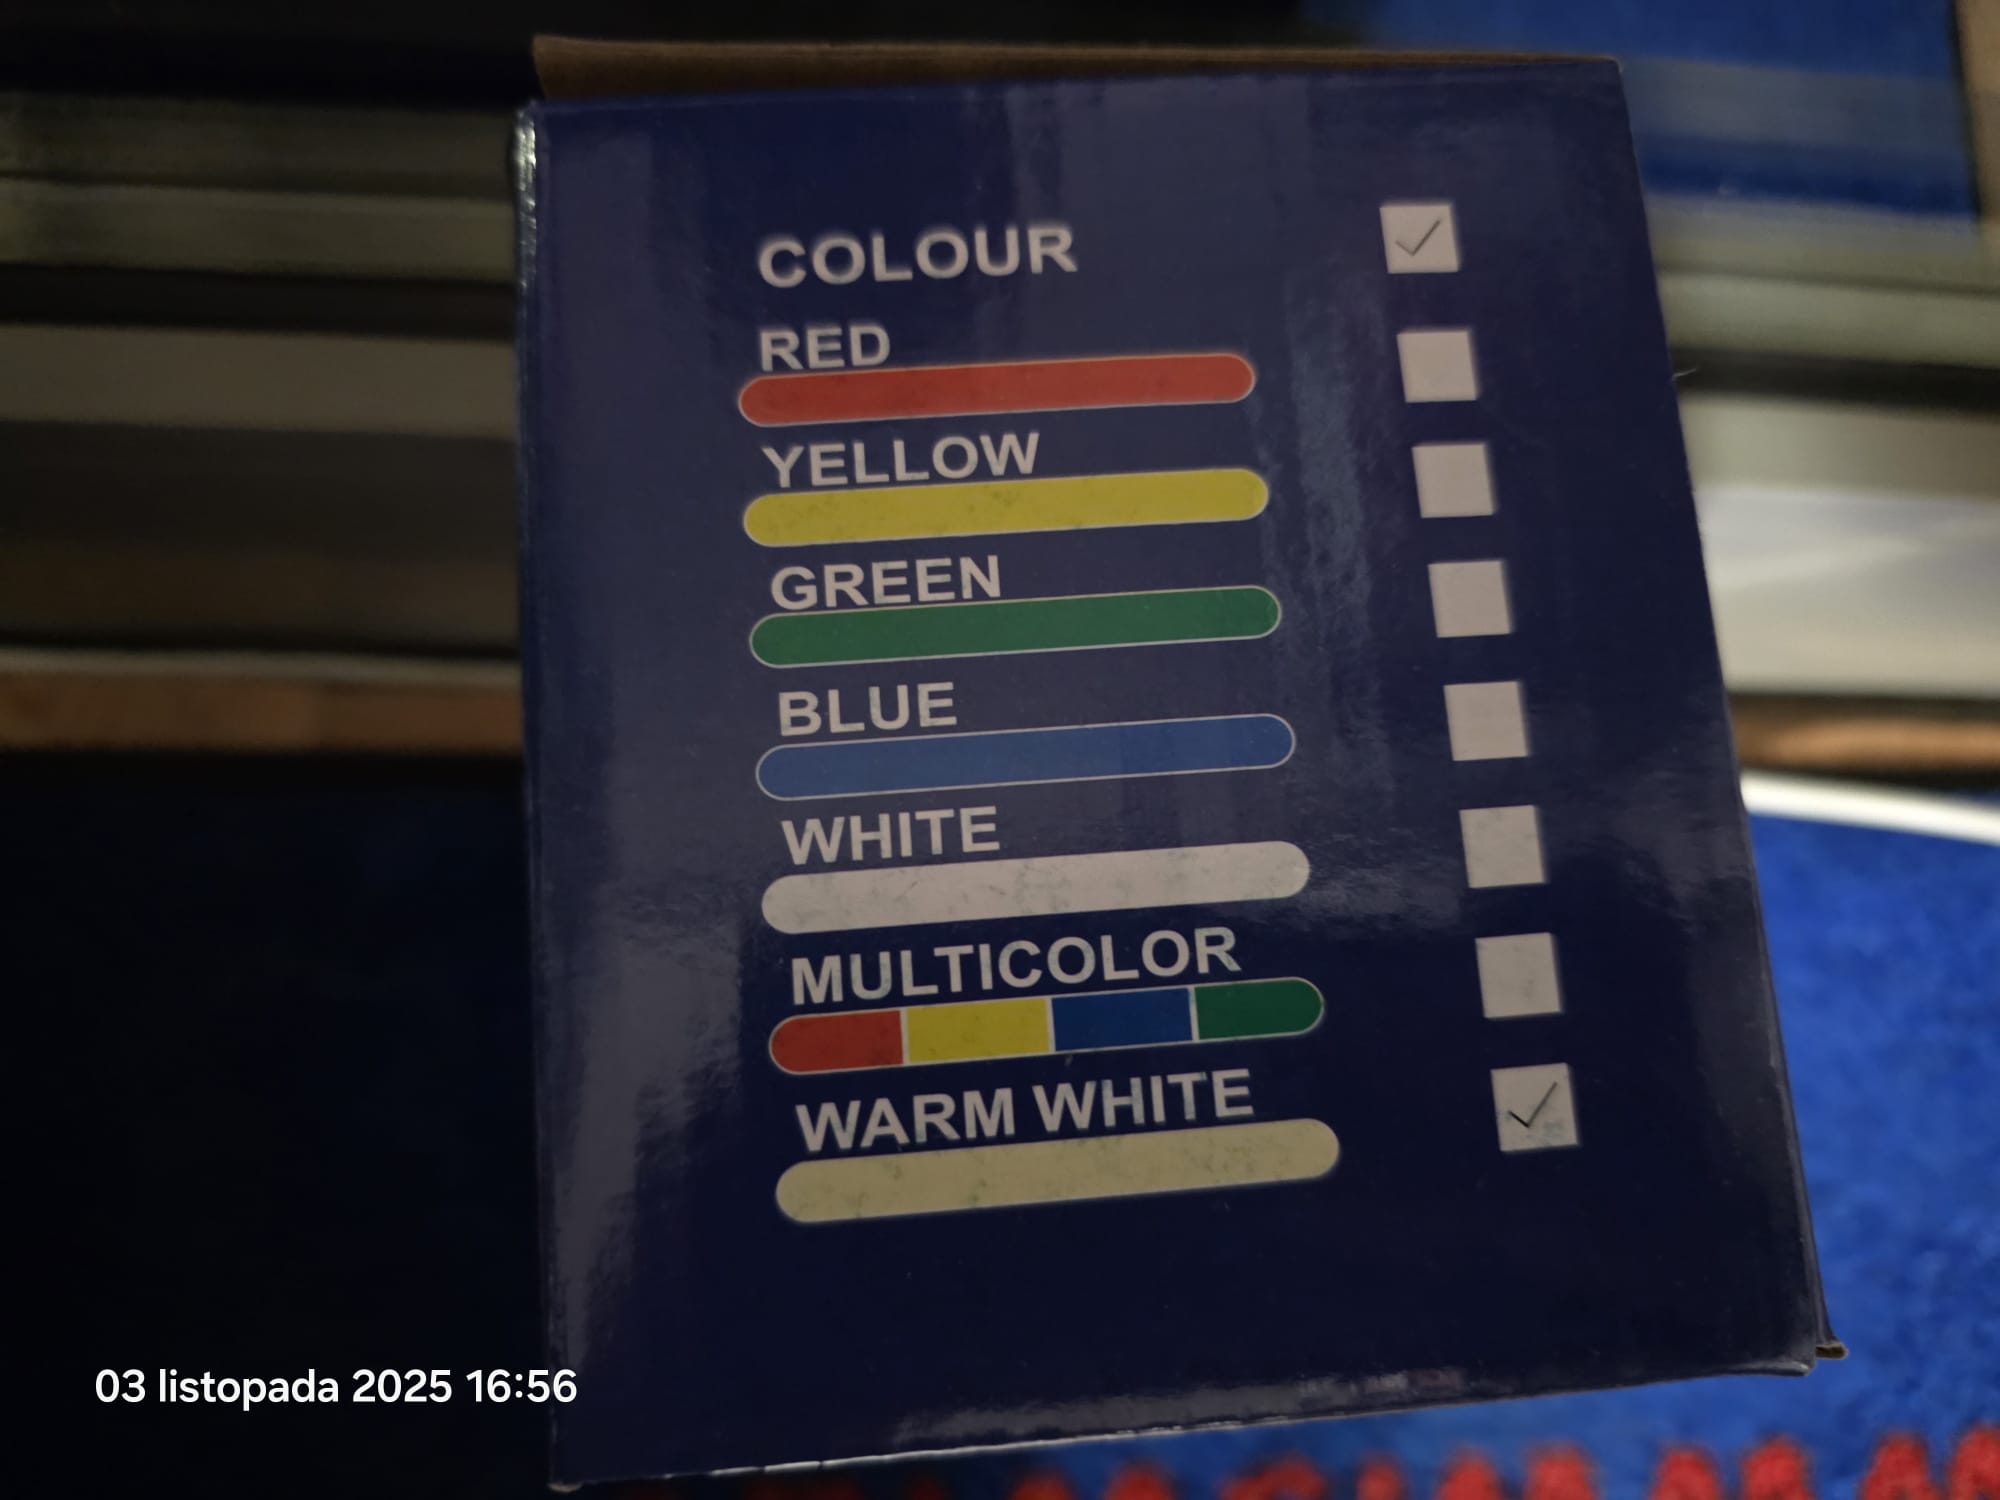 COLOUR
RED
YELLOW
GREEN
BLUE
WHITE
MULTICOLOR
WARM WHITE
03 listopada 2025 16:56